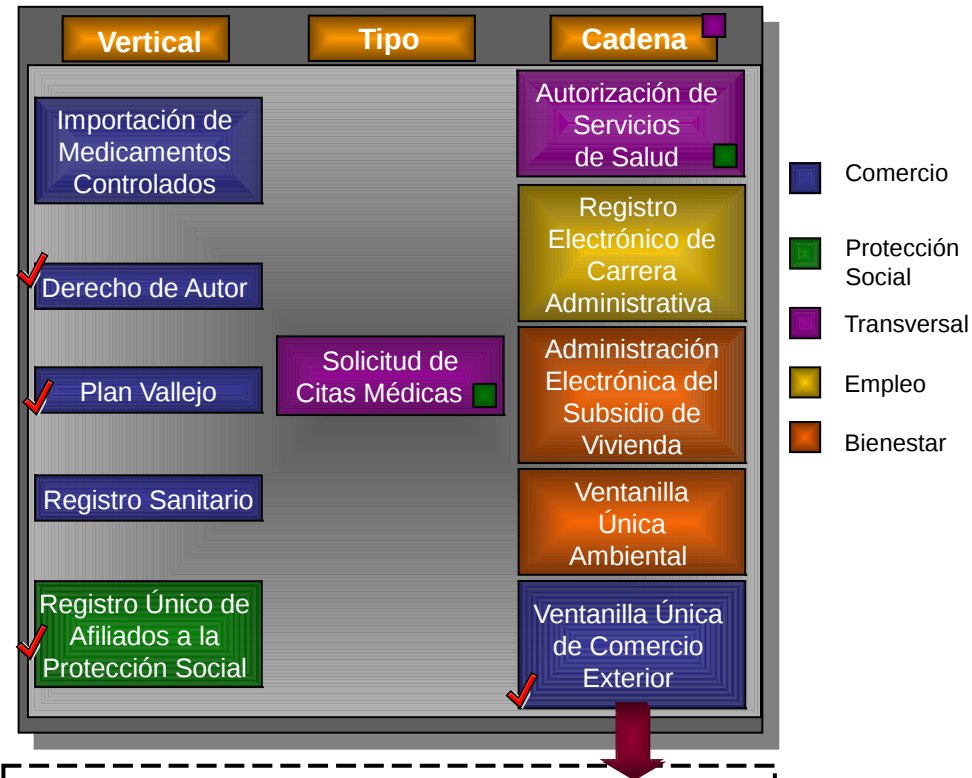 Vertical
Tipo
Cadena
Importación de
Medicamentos
Controlados
Derecho de Autor
Plan Vallejo
Registro Sanitario
Registro Único de
Afiliados a la
Protección Social
Solicitud de
Citas Médicas
Autorización de
Servicios
de Salud
Registro
Electrónico de
Carrera
Administrativa
Administración
Electrónica del
Subsidio de
Vivienda
Ventanilla
Única
Ambiental
Ventanilla Única
de Comercio
Exterior
Comercio
Protección
Social
Transversal
Empleo
Bienestar